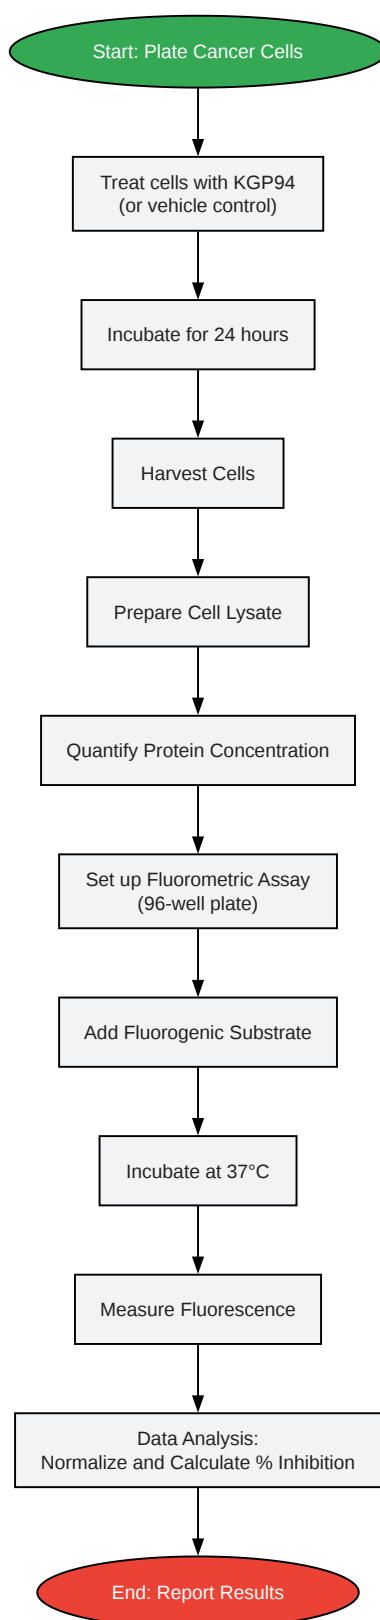 Start: Plate Cancer Cells
Treat cells with KGP94
(or vehicle control)
Incubate for 24 hours
Harvest Cells
Prepare Cell Lysate
Quantify Protein Concentration
Set up Fluorometric Assay
(96-well plate)
Add Fluorogenic Substrate
Incubate at 37°C
Measure Fluorescence
Data Analysis:
Normalize and Calculate % Inhibition
End: Report Results